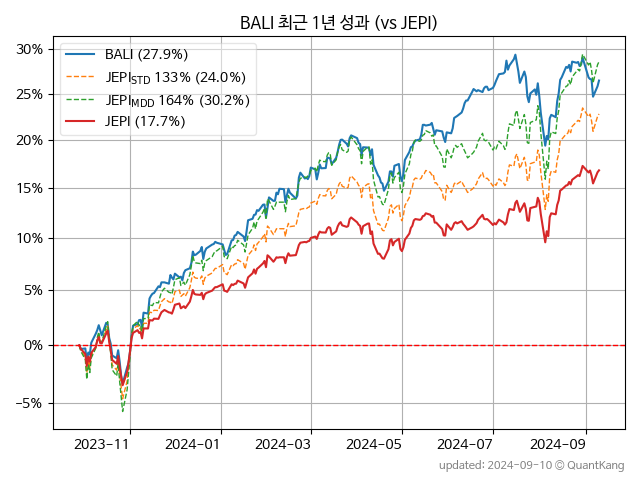 BALI 최근 1년 성과 (vs JEPI)
BALI (27.9%)
JEPI_STD 133% (24.0%)
JEPI_MDD 164% (30.2%)
JEPI (17.7%)
30%
25%
20%
15%
10%
5%
0%
−5%
2023−11
2024−01
2024−03
2024−05
2024−07
2024−09
updated: 2024-09-10 © QuantKang